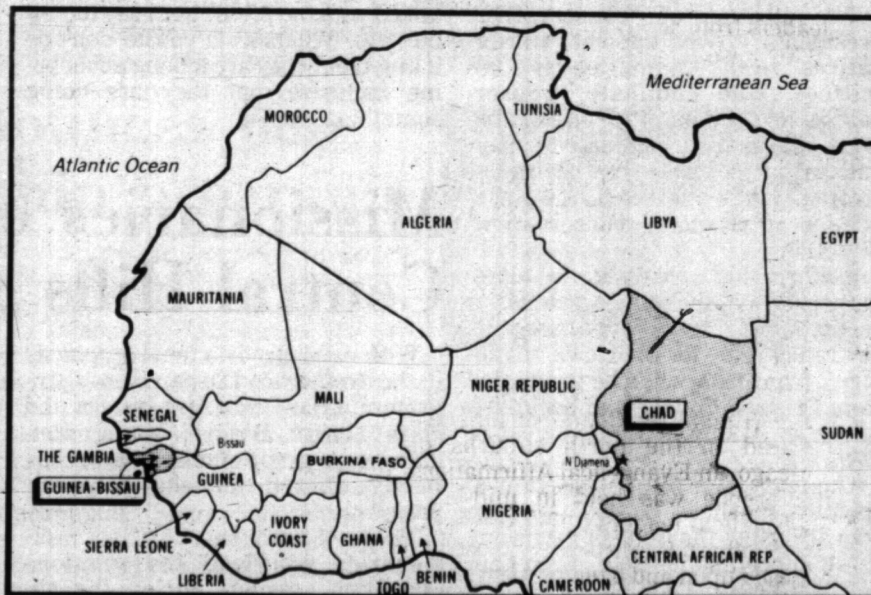 Mediterranean Sea
MOROCCO
TUNISIA
Atlantic Ocean
ALGERIA
LIBYA
EGYPT
MAURITANIA
MALI
NIGER REPUBLIC
CHAD
SENEGAL
SUDAN
THE GAMBIA
Bissau
BURKINA FASO
N'Djamena
GUINEA
GUINEA-BISSAU
NIGERIA
SIERRA LEONE
IVORY
COAST
GHANA
CENTRAL AFRICAN REP.
LIBERIA
TOGO
BENIN
CAMEROON